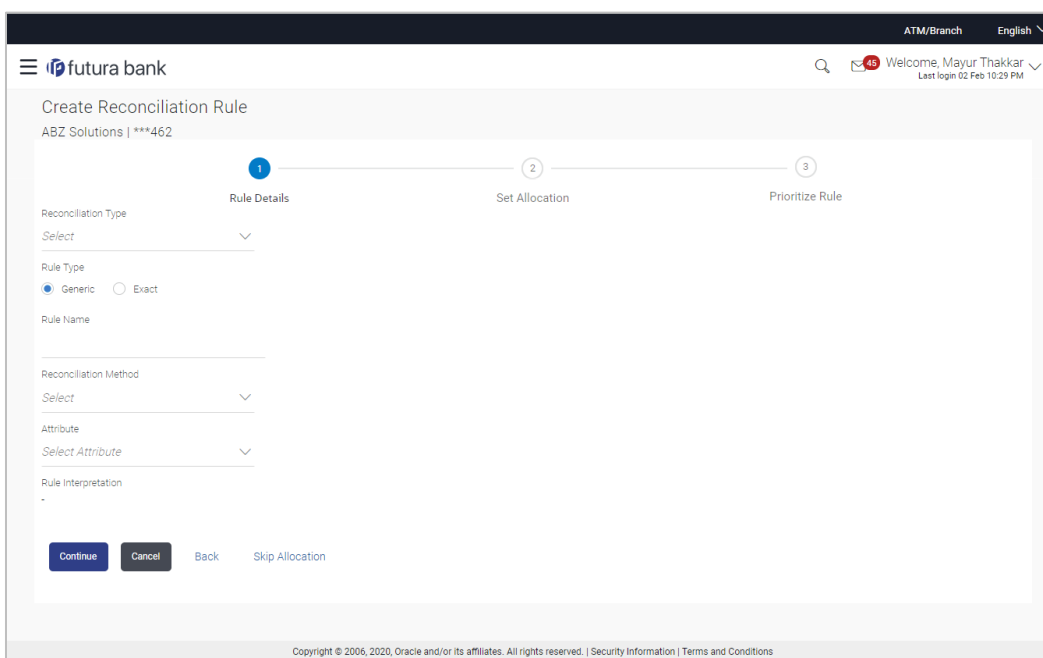 ATM/Branch English
futura bank
45 Welcome, Mayur Thakkar
Last login 02 Feb 10:29 PM
Create Reconciliation Rule
ABZ Solutions | ***462
1 2 3
Rule Details Set Allocation Prioritize Rule
Reconciliation Type
Select
Rule Type
Generic Exact
Rule Name
Reconciliation Method
Select
Attribute
Select Attribute
Rule Interpretation
-
Continue Cancel Back Skip Allocation
Copyright © 2006, 2020, Oracle and/or its affiliates. All rights reserved. | Security Information | Terms and Conditions